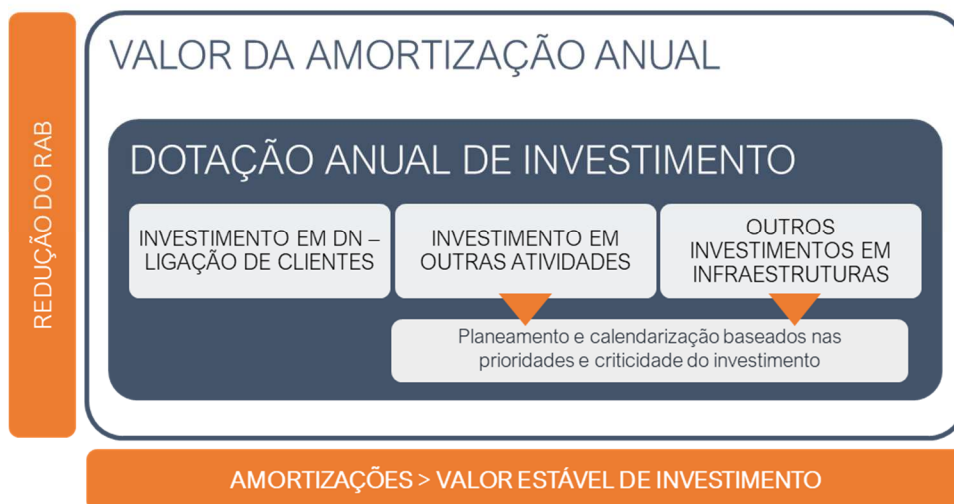 REDUÇÃO DO RAB
VALOR DA AMORTIZAÇÃO ANUAL
DOTAÇÃO ANUAL DE INVESTIMENTO
INVESTIMENTO EM DN –
LIGAÇÃO DE CLIENTES
INVESTIMENTO EM
OUTRAS ATIVIDADES
OUTROS
INVESTIMENTOS EM
INFRAESTRUTURAS
Planeamento e calendarização baseados nas
prioridades e criticidade do investimento
AMORTIZAÇÕES > VALOR ESTÁVEL DE INVESTIMENTO